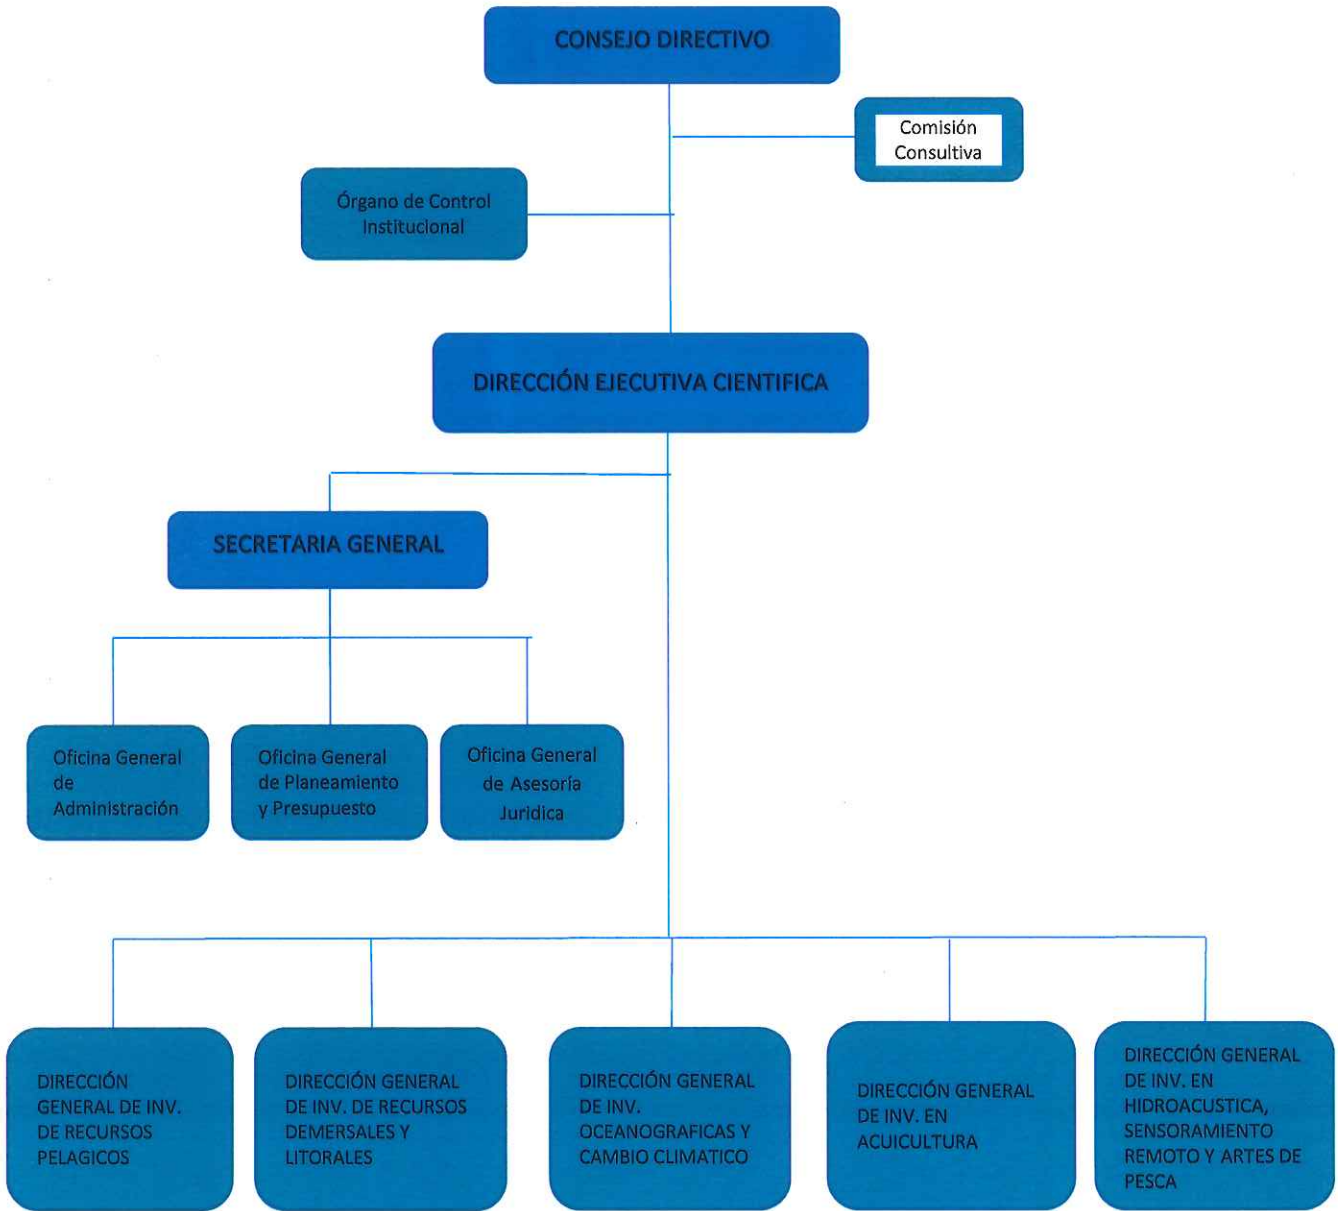 CONSEJO DIRECTIVO
Comisión
Consultiva
Órgano de Control
Institucional
DIRECCIÓN EJECUTIVA CIENTIFICA
SECRETARIA GENERAL
Oficina General
de
Administración
Oficina General
de Planeamiento
y Presupuesto
Oficina General
de Asesoría
Juridica
DIRECCIÓN
GENERAL DE INV.
DE RECURSOS
PELAGICOS
DIRECCIÓN GENERAL
DE INV. DE RECURSOS
DEMERSALES Y
LITORALES
DIRECCIÓN GENERAL
DE INV.
OCEANOGRAFICAS Y
CAMBIO CLIMATICO
DIRECCIÓN GENERAL
DE INV. EN
ACUICULTURA
DIRECCIÓN GENERAL
DE INV. EN
HIDROACUSTICA,
SENSORAMIENTO
REMOTO Y ARTES DE
PESCA